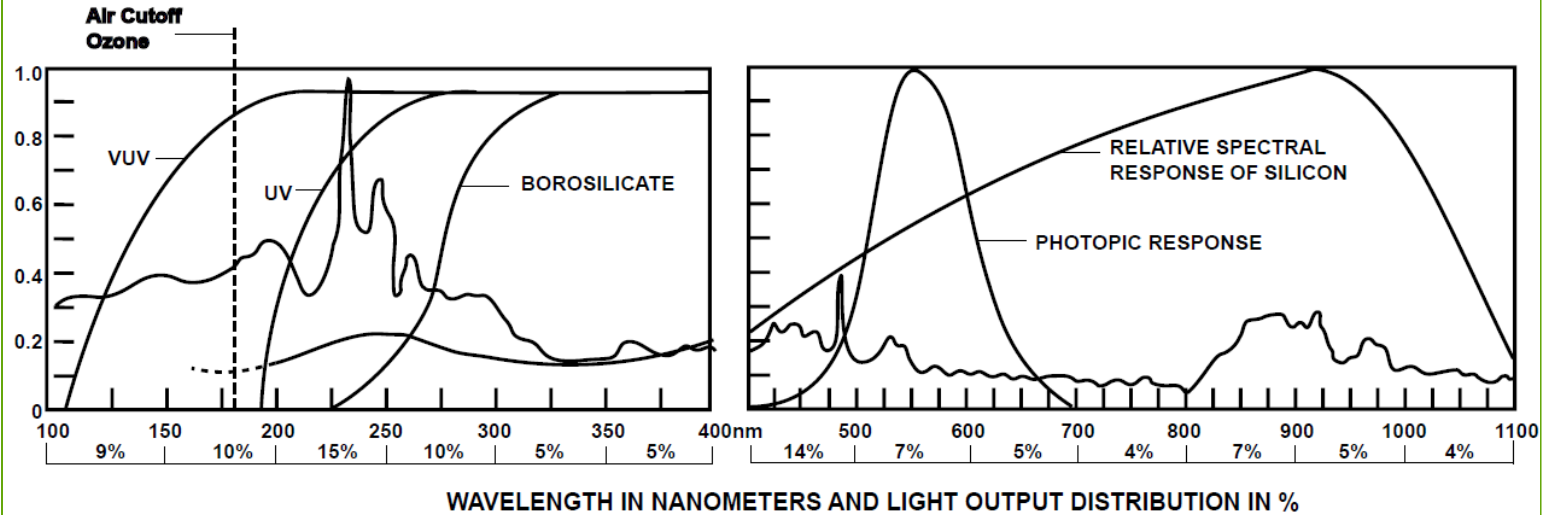 Air Cutoff
Ozone
1.0
0.8
0.6
0.4
0.2
0
VUV
UV
BOROSILICATE
RELATIVE SPECTRAL
RESPONSE OF SILICON
PHOTOPIC RESPONSE
100 150 200 250 300 350 400nm 500 600 700 800 900 1000 1100
9% 10% 15% 10% 5% 5% 14% 7% 5% 4% 7% 5% 4%
WAVELENGTH IN NANOMETERS AND LIGHT OUTPUT DISTRIBUTION IN %